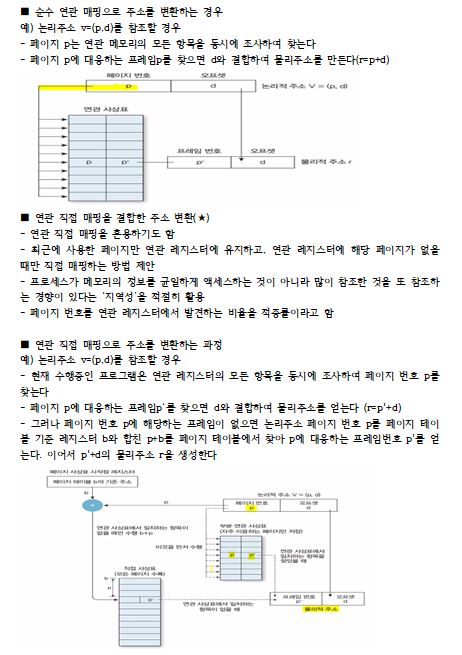 ■ 순수 연관 매핑으로 주소를 변환하는 경우
예) 논리주소 v=(p,d)를 참조할 경우
- 페이지 p는 연관 메모리의 모든 항목을 동시에 조사하여 찾는다
- 페이지 p에 대응하는 프레임p를 찾으면 d와 결합하여 물리주소를 만든다(r=p+d)
페이지 번호 오프셋
p d 논리적 주소 V = (p, d)
연관 사상표
프레임 번호 오프셋
p p' p' d 물리적 주소 r
■ 연관 직접 매핑을 결합한 주소 변환(★)
- 연관 직접 매핑을 혼용하기도 함
- 최근에 사용한 페이지만 연관 레지스터에 유지하고, 연관 레지스터에 해당 페이지가 없을
때만 직접 매핑하는 방법 제안
- 프로세스가 메모리의 정보를 균일하게 액세스하는 것이 아니라 많이 참조한 것을 또 참조하
는 경향이 있다는 '지역성'을 적절히 활용
- 페이지 번호를 연관 레지스터에서 발견하는 비율을 적중률이라고 함
■ 연관 직접 매핑으로 주소를 변환하는 과정
예) 논리주소 v=(p,d)를 참조할 경우
- 현재 수행중인 프로그램은 연관 레지스터의 모든 항목을 동시에 조사하여 페이지 번호 p를
찾는다
- 페이지 p에 대응하는 프레임p`를 찾으면 d와 결합하여 물리주소를 얻는다 (r=p'+d)
- 그러나 페이지 번호 p에 해당하는 프레임이 없으면 논리주소 페이지 번호 p를 페이지 테이
블 기준 레지스터 b와 합친 p+b를 페이지 테이블에서 찾아 p에 대응하는 프레임번호 p'를 얻
는다. 이어서 p'+d의 물리주소 r을 생성한다
페이지 사상표 시작점 레지스터
페이지 테이블 b의 기준 주소
논리적 주소 V = (p, d)
b
p
페이지 번호 오프셋
p d
+
연관 사상표에서 일치하는 항목이
없을 때만 수행 b+p
이것을 먼저 수행
부분 연관 사상표
(자주 이용하는 페이지만 저장)
p p'
연관 사상표에서
일치하는 항목을
찾았을 때
직접 사상표
(모든 페이지 수록)
b
p
p'
연관 사상표에서 일치하는
항목이 없을 때
프레임 번호 오프셋
p' d
물리적 주소